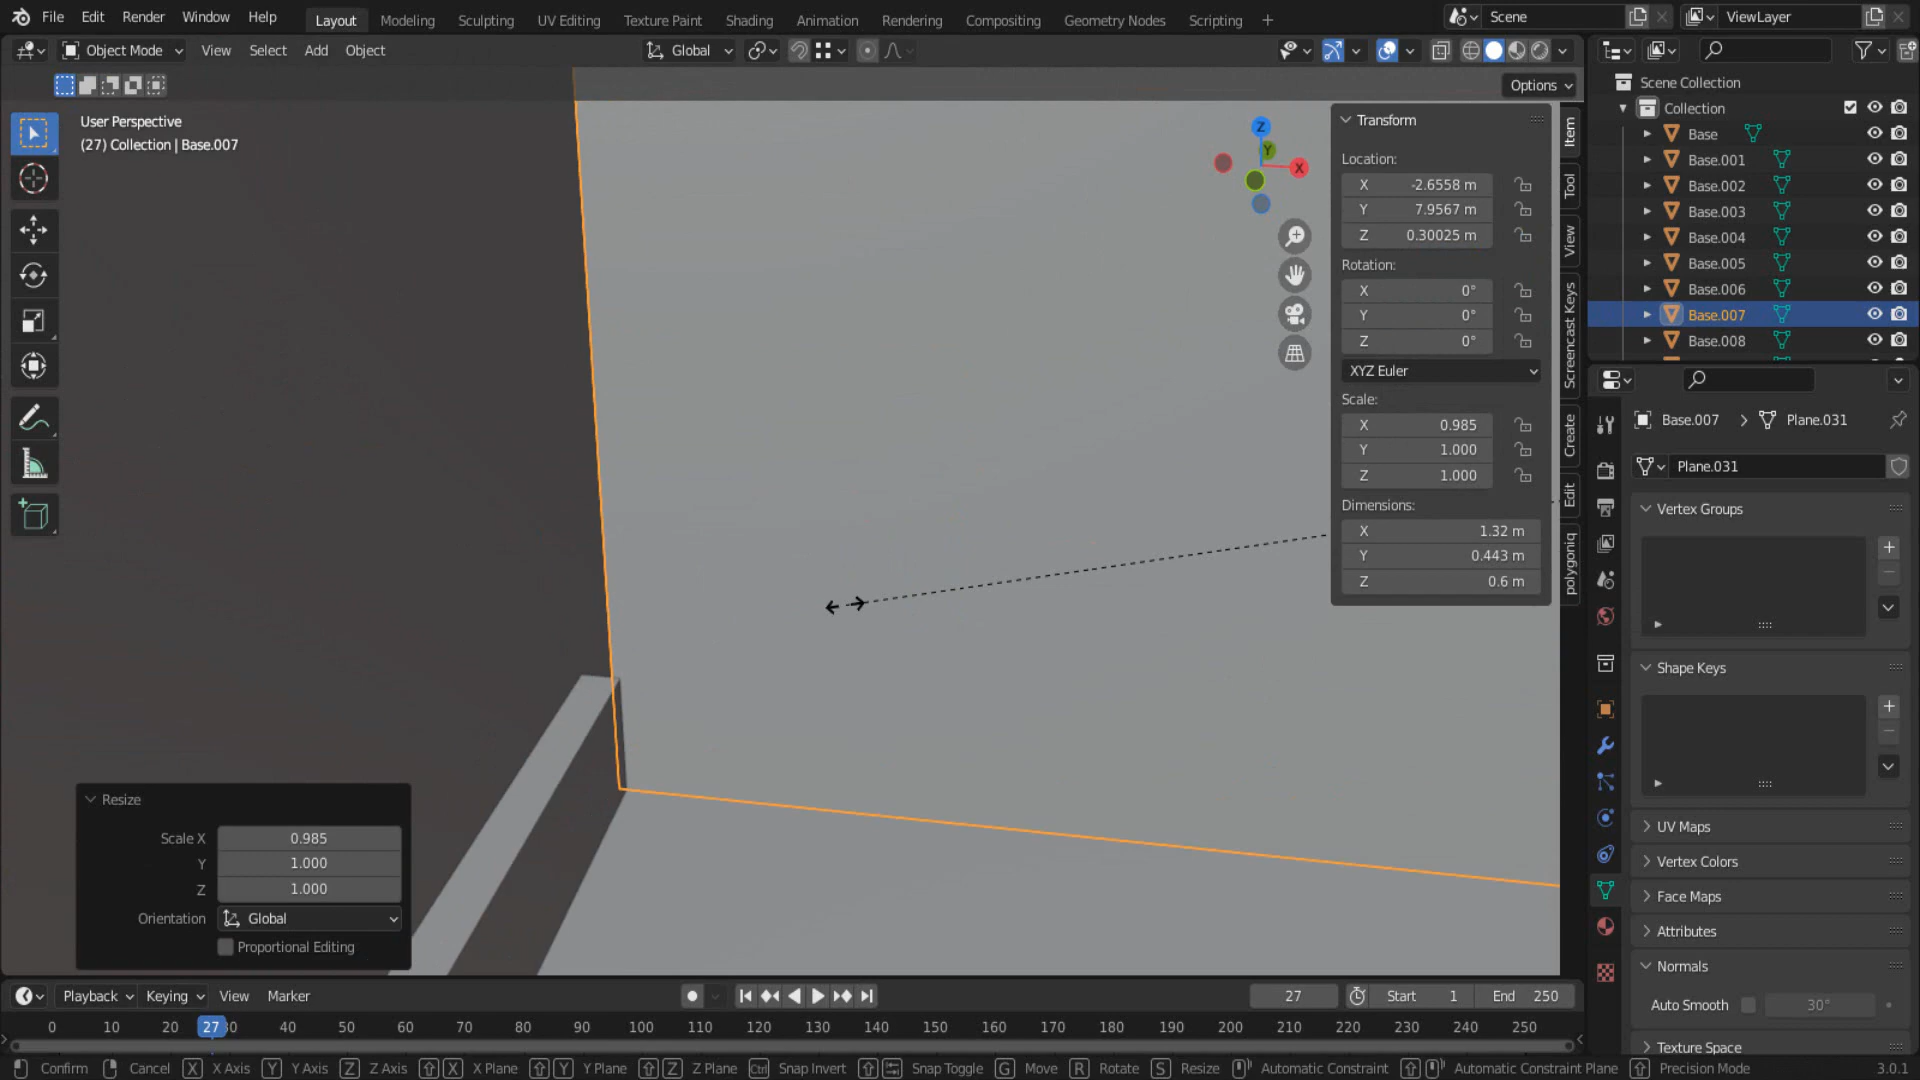 File Edit Render Window Help Layout Modeling Sculpting UV Editing Texture Paint Shading Animation Rendering Compositing Geometry Nodes Scripting + Scene ViewLayer
Object Mode View Select Add Object Global
Options
User Perspective
(27) Collection | Base.007
Z
Y
X
Transform
Location:
X -2.6558 m
Y 7.9567 m
Z 0.30025 m
Rotation:
X 0°
Y 0°
Z 0°
XYZ Euler
Scale:
X 0.985
Y 1.000
Z 1.000
Dimensions:
X 1.32 m
Y 0.443 m
Z 0.6 m
Item
Tool
View
Screencast Keys
Create
Edit
polygoniq
Scene Collection
Collection
Base
Base.001
Base.002
Base.003
Base.004
Base.005
Base.006
Base.007
Base.008
Base.007 > Plane.031
Plane.031
Vertex Groups
Shape Keys
UV Maps
Vertex Colors
Face Maps
Attributes
Normals
Auto Smooth 30°
Texture Space
Resize
Scale X 0.985
Y 1.000
Z 1.000
Orientation Global
Proportional Editing
Playback Keying View Marker 27 Start 1 End 250
0 10 20 27 30 40 50 60 70 80 90 100 110 120 130 140 150 160 170 180 190 200 210 220 230 240 250
Confirm Cancel X X Axis Y Y Axis Z Z Axis X X Plane Y Y Plane Z Z Plane Ctrl Snap Invert Snap Toggle G Move R Rotate S Resize Automatic Constraint Automatic Constraint Plane Precision Mode 3.0.1